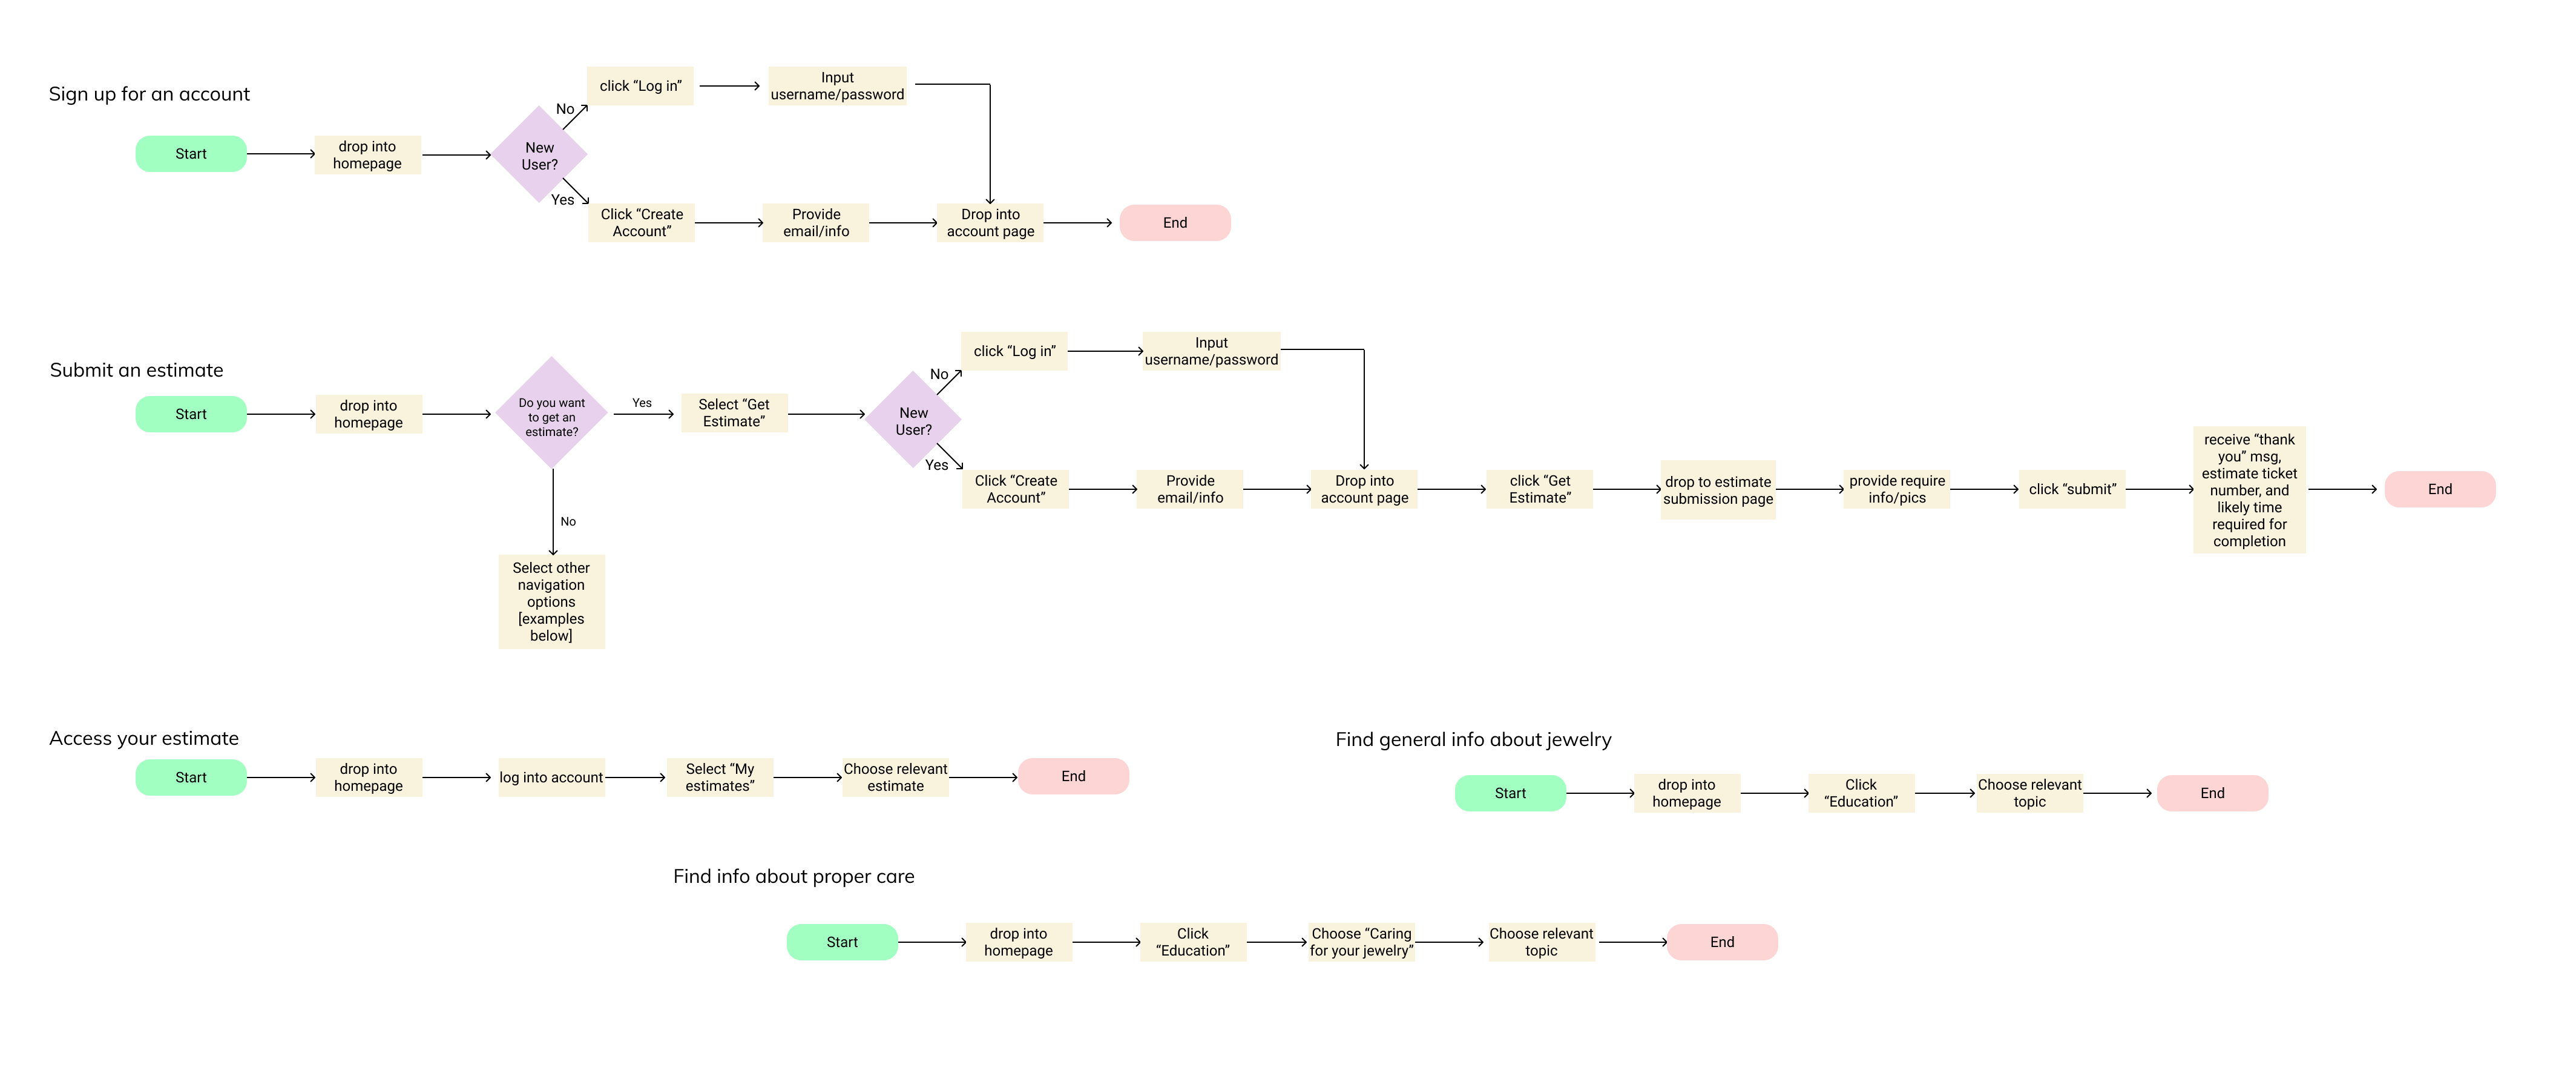 Sign up for an account
Start
drop into
homepage
New
User?
No
click “Log in”
Input
username/password
Yes
Click “Create
Account”
Provide
email/info
Drop into
account page
End
Submit an estimate
Start
drop into
homepage
Do you want
to get an
estimate?
Yes
Select “Get
Estimate”
New
User?
No
click “Log in”
Input
username/password
Yes
Click “Create
Account”
Provide
email/info
Drop into
account page
click “Get
Estimate”
drop to estimate
submission page
provide require
info/pics
click “submit”
receive “thank
you” msg,
estimate ticket
number, and
likely time
required for
completion
End
No
Select other
navigation
options
[examples
below]
Access your estimate
Start
drop into
homepage
log into account
Select “My
estimates”
Choose relevant
estimate
End
Find general info about jewelry
Start
drop into
homepage
Click
“Education”
Choose relevant
topic
End
Find info about proper care
Start
drop into
homepage
Click
“Education”
Choose “Caring
for your jewelry”
Choose relevant
topic
End